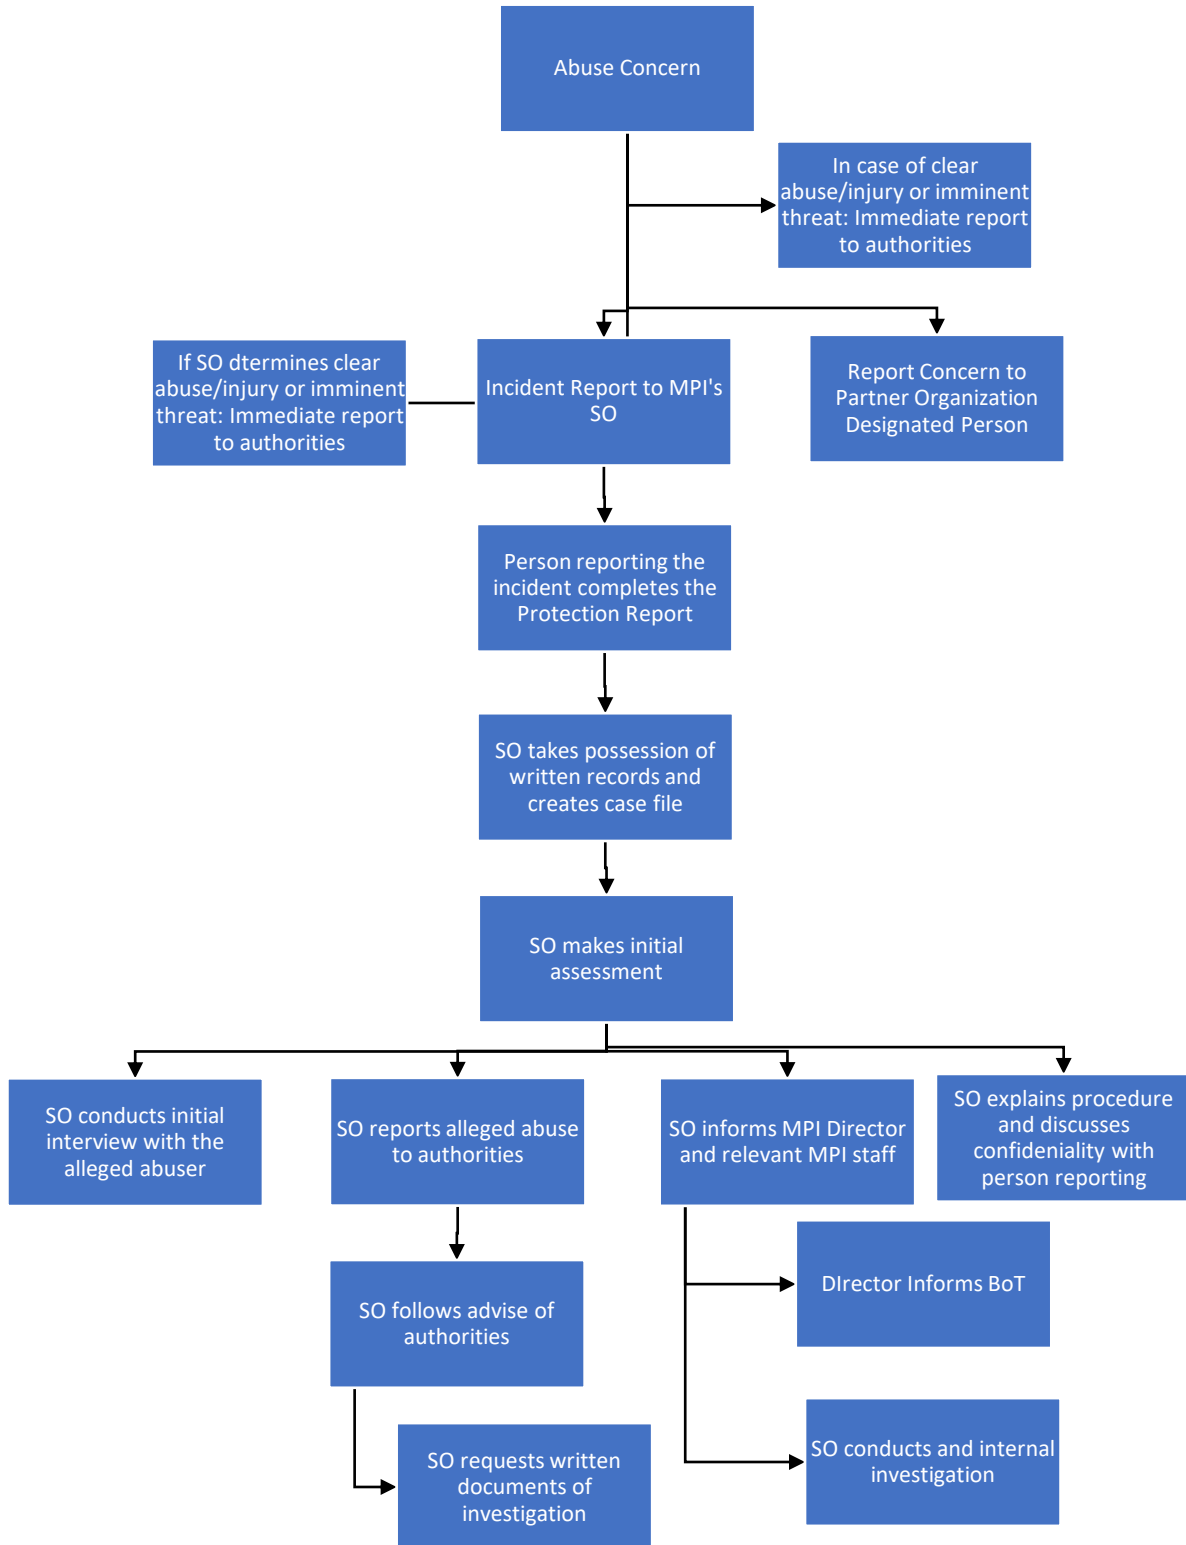 Abuse Concern
In case of clear
abuse/injury or imminent
threat: Immediate report
to authorities
If SO dtermines clear
abuse/injury or imminent
threat: Immediate report
to authorities
Incident Report to MPI's
SO
Report Concern to
Partner Organization
Designated Person
Person reporting the
incident completes the
Protection Report
SO takes possession of
written records and
creates case file
SO makes initial
assessment
SO conducts initial
interview with the
alleged abuser
SO reports alleged abuse
to authorities
SO informs MPI Director
and relevant MPI staff
SO explains procedure
and discusses
confideniality with
person reporting
SO follows advise of
authorities
DIrector Informs BoT
SO requests written
documents of
investigation
SO conducts and internal
investigation